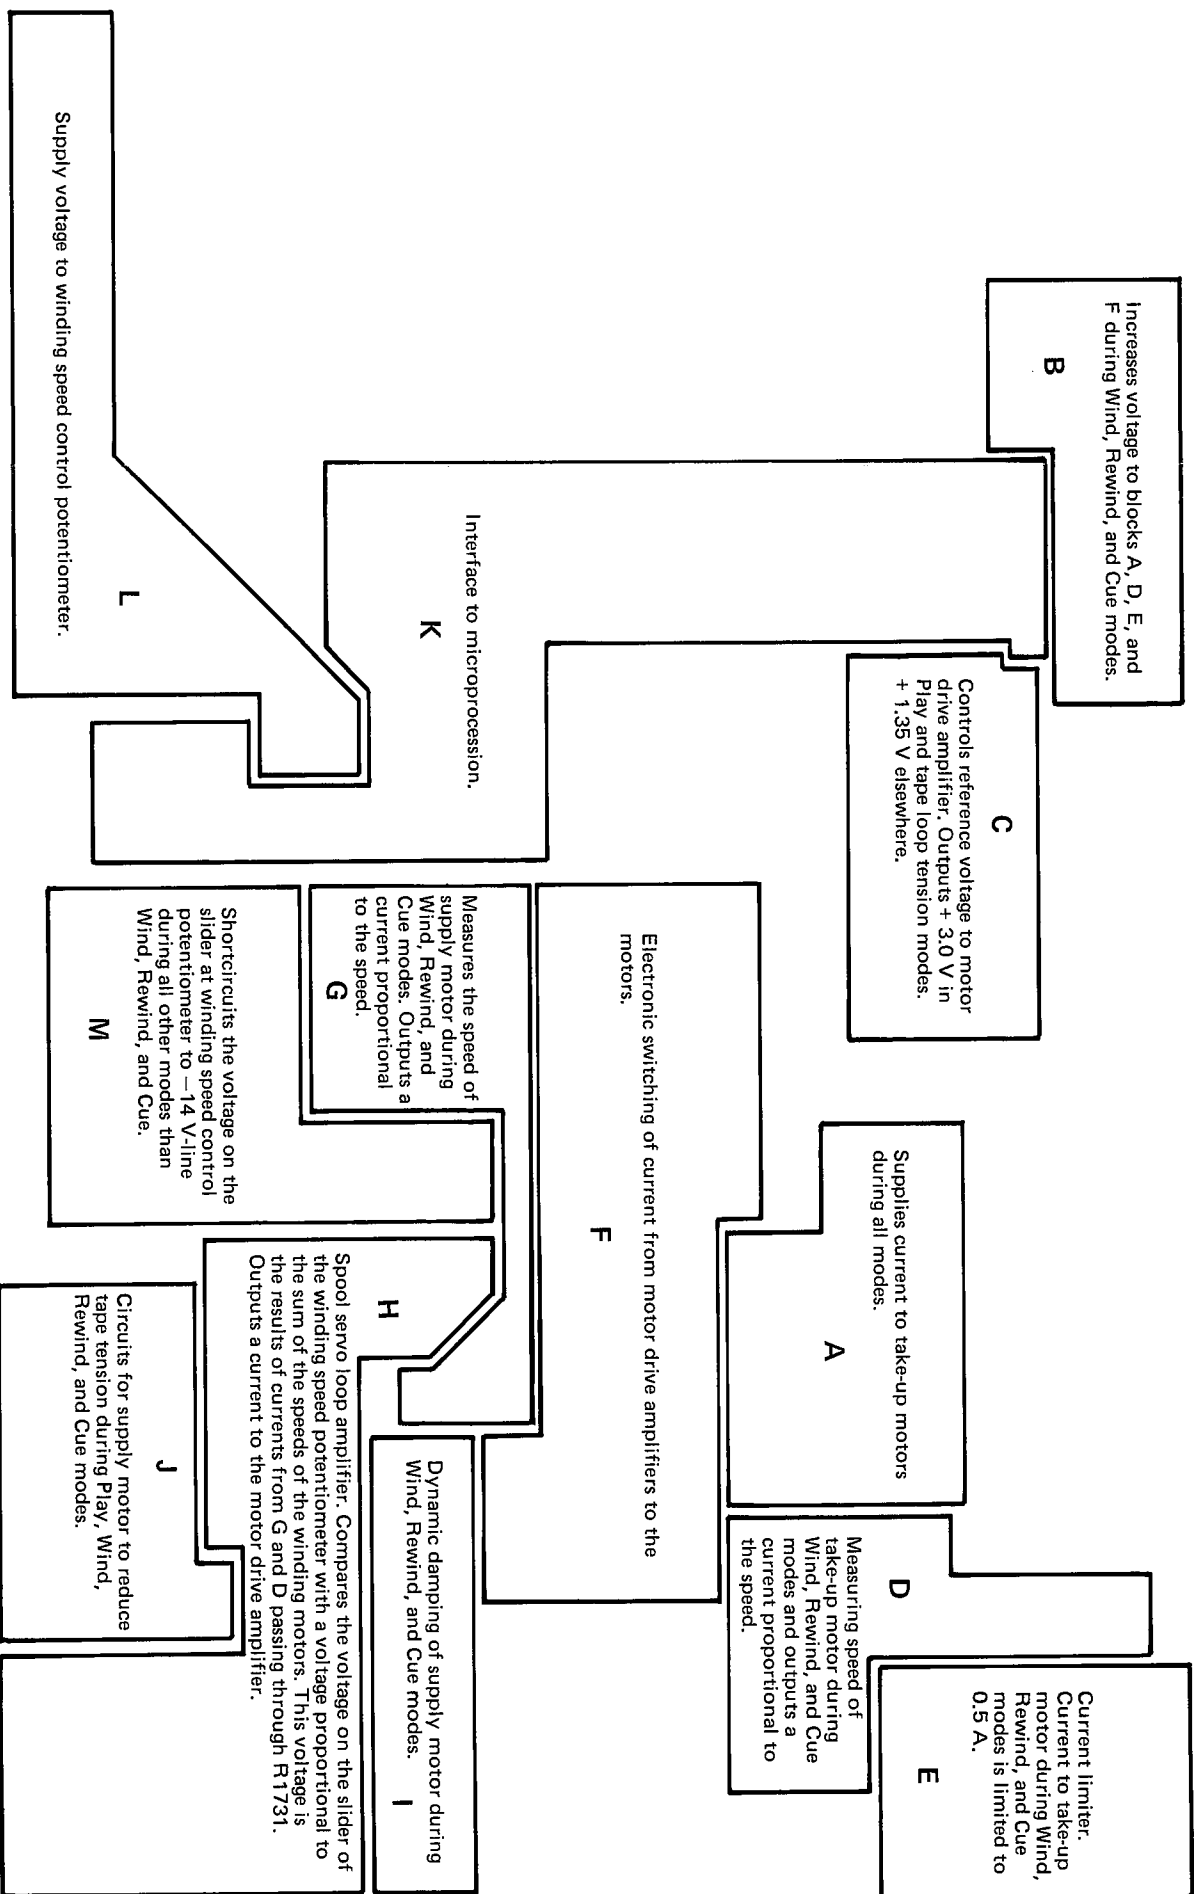 Increases voltage to blocks A, D, E, and
F during Wind, Rewind, and Cue modes.
B
C
Controls reference voltage to motor
drive amplifier. Outputs + 3.0 V in
Play and tape loop tension modes.
+ 1.35 V elsewhere.
Supplies current to take-up motors
during all modes.
A
Current limiter.
Current to take-up
motor during Wind,
Rewind, and Cue
modes is limited to
0.5 A.
E
D
Measuring speed of
take-up motor during
Wind, Rewind, and Cue
modes and outputs a
current proportional to
the speed.
Electronic switching of current from motor drive amplifiers to the
motors.
F
Interface to microprocession.
K
Measures the speed of
supply motor during
Wind, Rewind, and
Cue modes. Outputs a
current proportional
to the speed.
G
Dynamic damping of supply motor during
Wind, Rewind, and Cue modes.
I
H
Spool servo loop amplifier. Compares the voltage on the slider of
the winding speed potentiometer with a voltage proportional to
the sum of the speeds of the winding motors. This voltage is
the results of currents from G and D passing through R1731.
Outputs a current to the motor drive amplifier.
Shortcircuits the voltage on the
slider at winding speed control
potentiometer to −14 V-line
during all other modes than
Wind, Rewind, and Cue.
M
L
Supply voltage to winding speed control potentiometer.
J
Circuits for supply motor to reduce
tape tension during Play, Wind,
Rewind, and Cue modes.